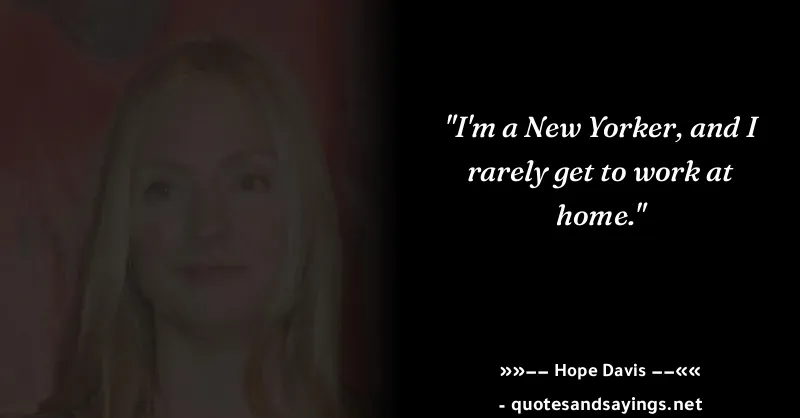 "I'm a New Yorker, and I
rarely get to work at
home."
»»−− Hope Davis −−««
- quotesandsayings.net